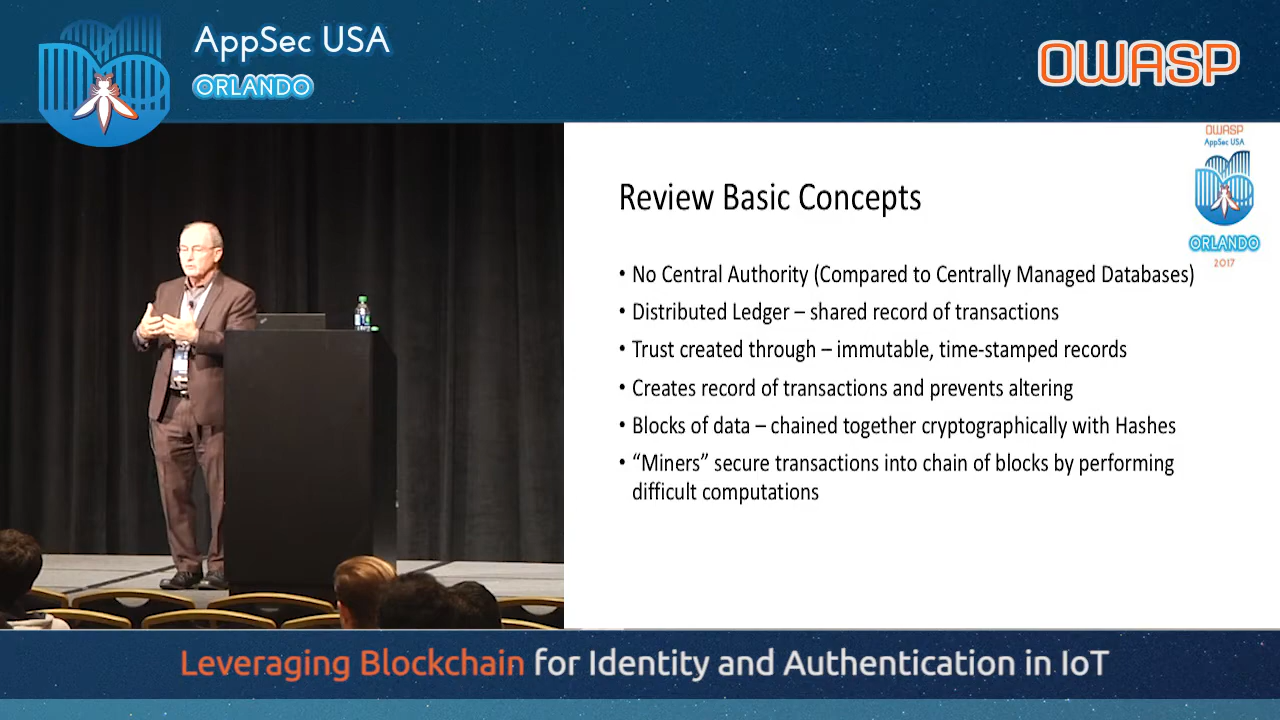 AppSec USA
ORLANDO
OWASP
OWASP
AppSec USA
ORLANDO
2017
Review Basic Concepts
• No Central Authority (Compared to Centrally Managed Databases)
• Distributed Ledger – shared record of transactions
• Trust created through – immutable, time-stamped records
• Creates record of transactions and prevents altering
• Blocks of data – chained together cryptographically with Hashes
• “Miners” secure transactions into chain of blocks by performing
difficult computations
Leveraging Blockchain for Identity and Authentication in IoT